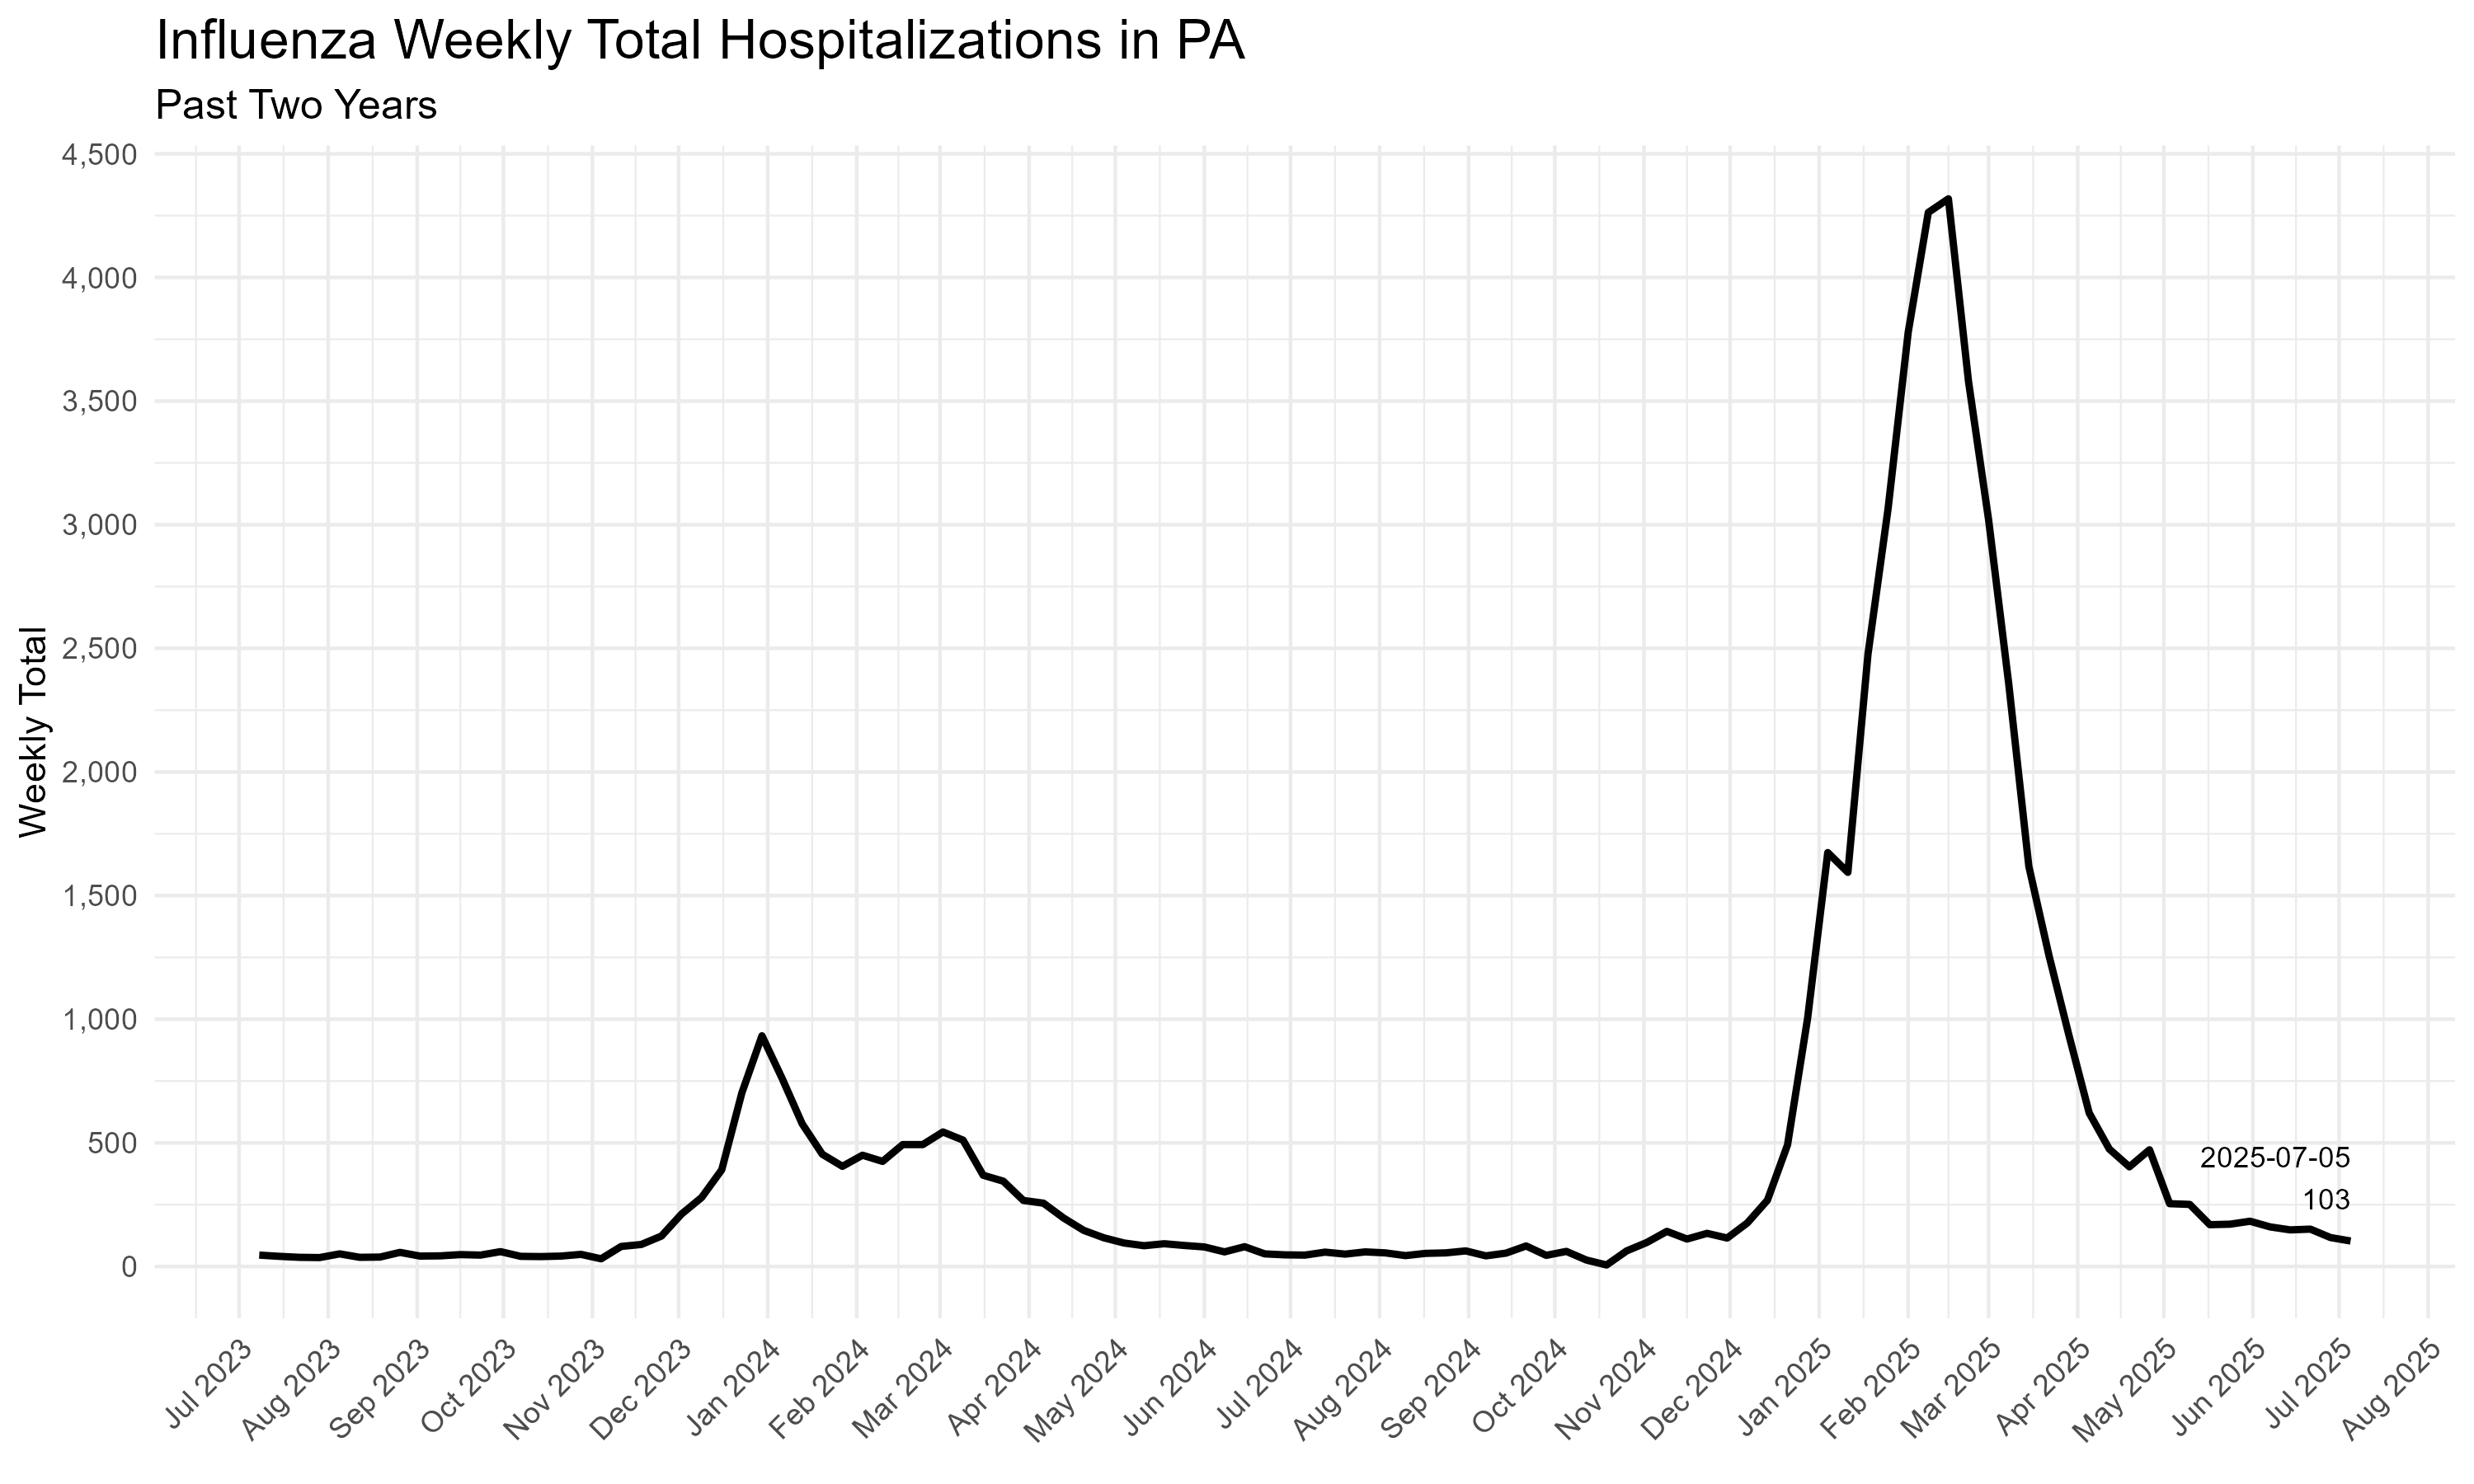 Influenza Weekly Total Hospitalizations in PA
Past Two Years
Weekly Total
4,500
4,000
3,500
3,000
2,500
2,000
1,500
1,000
500
0
2025-07-05
103
Jul 2023
Aug 2023
Sep 2023
Oct 2023
Nov 2023
Dec 2023
Jan 2024
Feb 2024
Mar 2024
Apr 2024
May 2024
Jun 2024
Jul 2024
Aug 2024
Sep 2024
Oct 2024
Nov 2024
Dec 2024
Jan 2025
Feb 2025
Mar 2025
Apr 2025
May 2025
Jun 2025
Jul 2025
Aug 2025